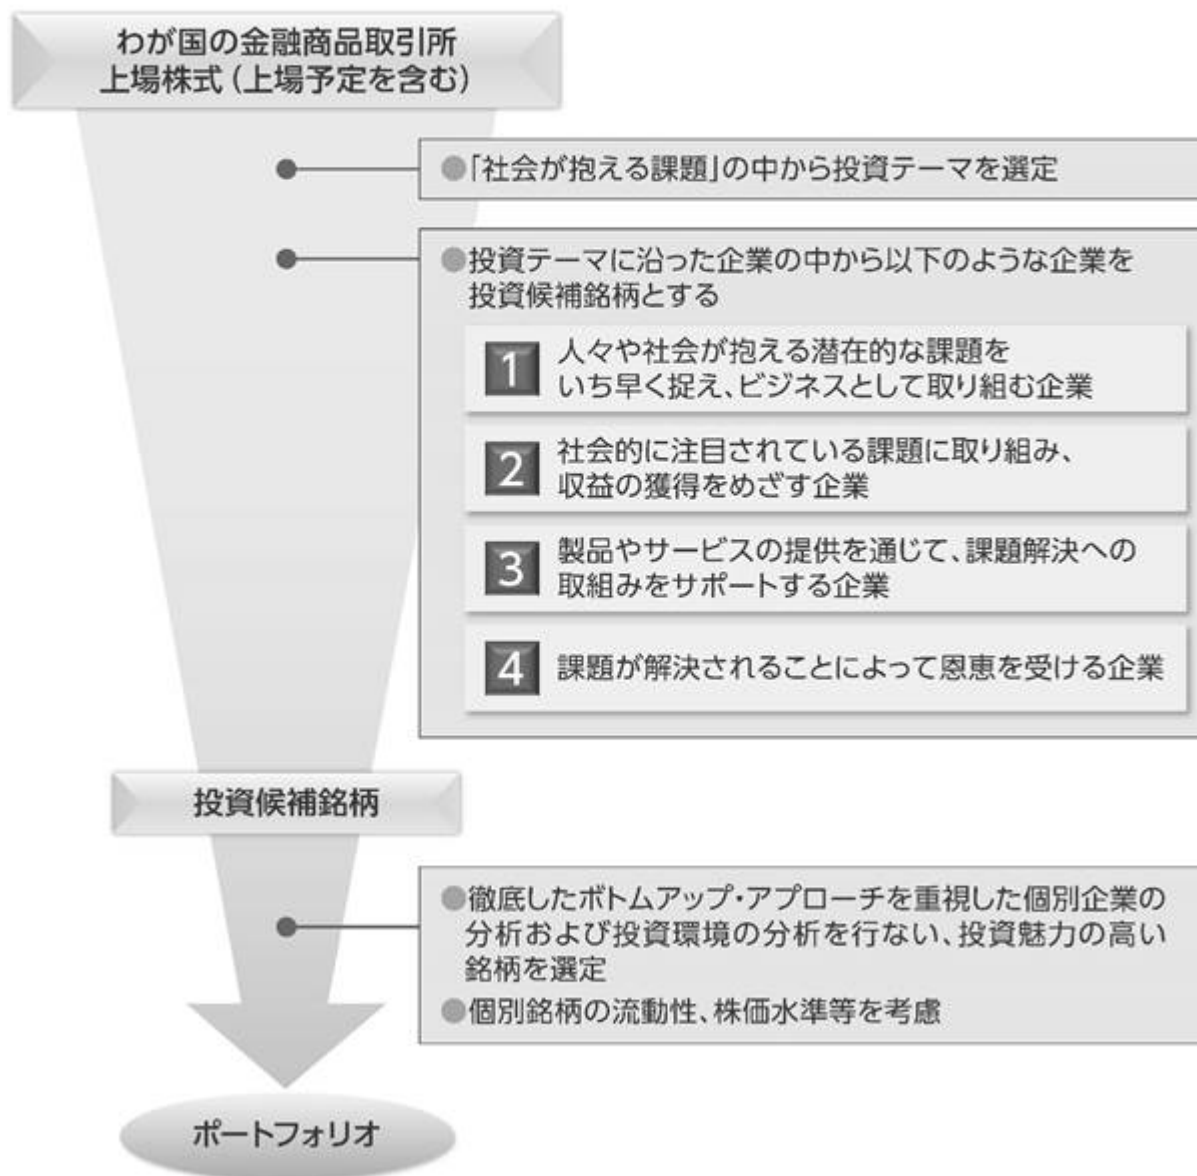 わが国の金融商品取引所
上場株式（上場予定を含む）
●「社会が抱える課題」の中から投資テーマを選定
●投資テーマに沿った企業の中から以下のような企業を
投資候補銘柄とする
1 人々や社会が抱える潜在的な課題を
いち早く捉え、ビジネスとして取り組む企業
2 社会的に注目されている課題に取り組み、
収益の獲得をめざす企業
3 製品やサービスの提供を通じて、課題解決への
取組みをサポートする企業
4 課題が解決されることによって恩恵を受ける企業
投資候補銘柄
●徹底したボトムアップ・アプローチを重視した個別企業の
分析および投資環境の分析を行ない、投資魅力の高い
銘柄を選定
●個別銘柄の流動性、株価水準等を考慮
ポートフォリオ